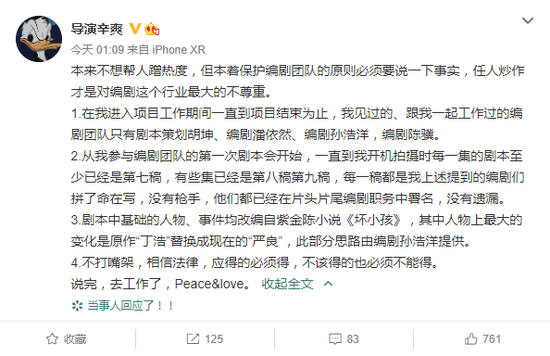 导演辛爽
今天 01:09 来自 iPhone XR
本来不想帮人蹭热度，但本着保护编剧团队的原则必须要说一下事实，任人炒作
才是对编剧这个行业最大的不尊重。
1.在我进入项目工作期间一直到项目结束为止，我见过的、跟我一起工作过的编
剧团队只有剧本策划胡坤、编剧潘依然、编剧孙浩洋，编剧陈骥。
2.从我参与编剧团队的第一次剧本会开始，一直到我开机拍摄时每一集的剧本至
少已经是第七稿，有些集已经是第八稿第九稿，每一稿都是我上述提到的编剧们
拼了命在写，没有枪手，他们都已经在片头片尾编剧职务中署名，没有遗漏。
3.剧本中基础的人物、事件均改编自紫金陈小说《坏小孩》，其中人物上最大的
变化是原作“丁浩”替换成现在的“严良”，此部分思路由编剧孙浩洋提供。
4.不打嘴架，相信法律，应得的必须得，不该得的也必须不能得。
说完，去工作了，Peace&love。 收起全文
当事人回应了！！
收藏 125 83 761